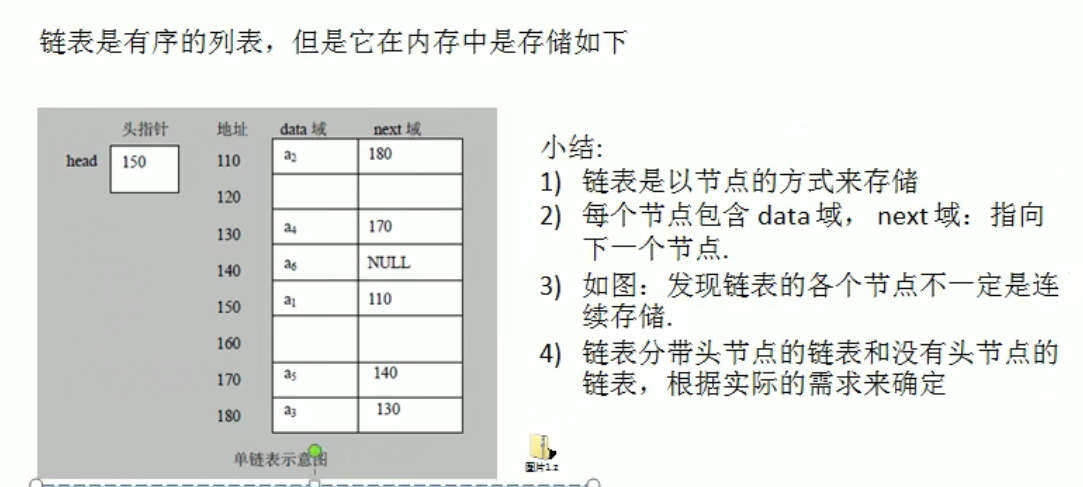 链表是有序的列表，但是它在内存中是存储如下
头指针 地址 data 域 next 域
head 150 110 a₂ 180
120
130 a₄ 170
140 a₆ NULL
150 a₁ 110
160
170 a₅ 140
180 a₃ 130
单链表示意图
小结:
1) 链表是以节点的方式来存储
2) 每个节点包含 data 域， next 域：指向
下一个节点.
3) 如图：发现链表的各个节点不一定是连
续存储.
4) 链表分带头节点的链表和没有头节点的
链表，根据实际的需求来确定
图片1.z